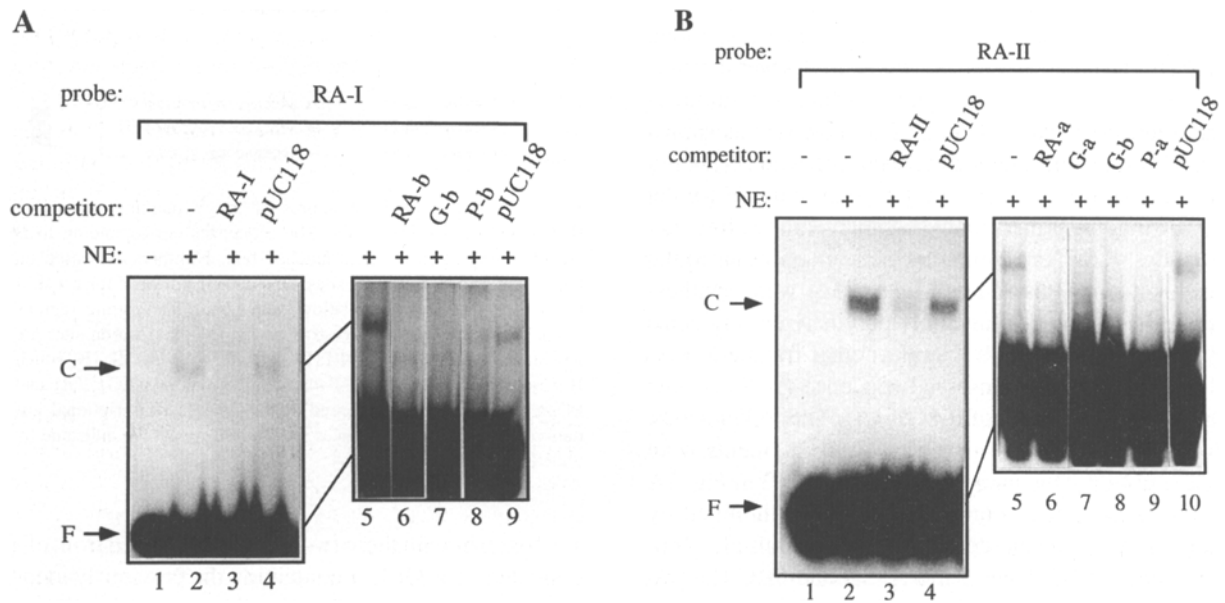 A
probe: RA-I
competitor: - - RA-I pUC118 RA-b G-b P-b pUC118
NE: - + + + + + + + +
C
F
1 2 3 4 5 6 7 8 9
B
probe: RA-II
competitor: - - RA-II pUC118 - RA-a G-a G-b P-a pUC118
NE: - + + + + + + + + +
C
F
1 2 3 4 5 6 7 8 9 10